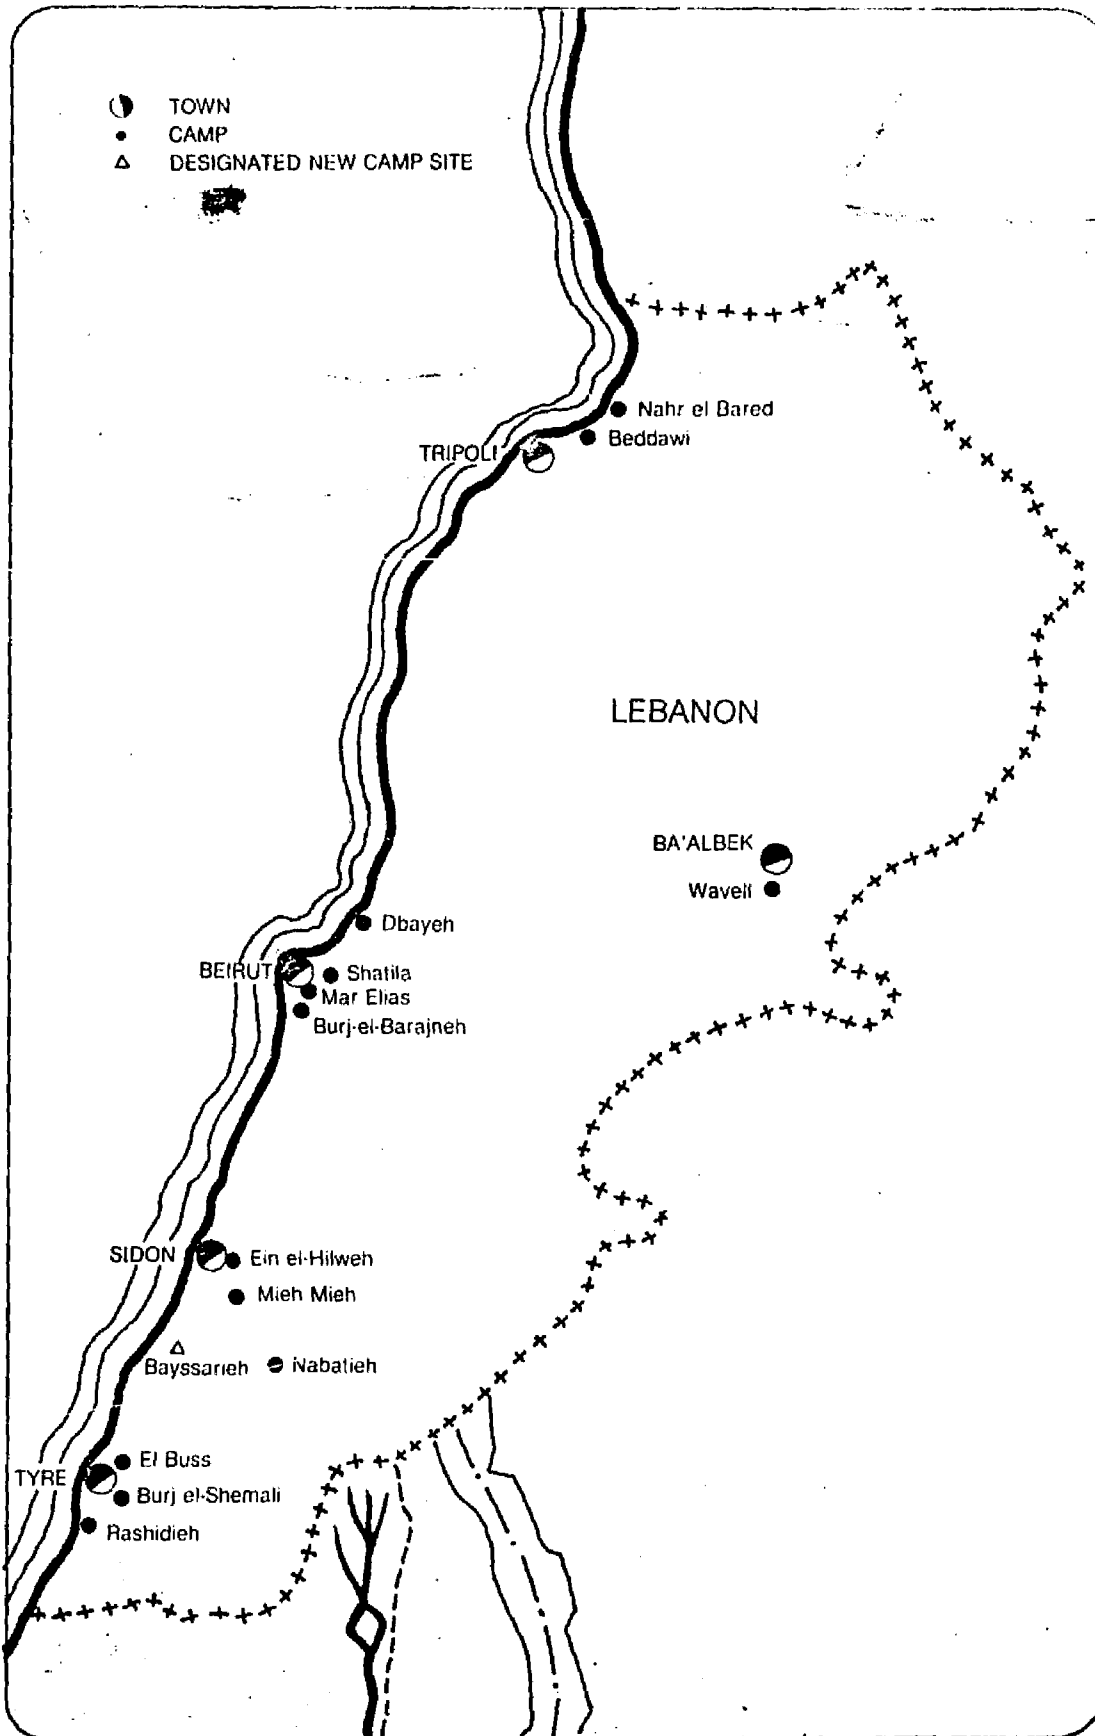 TOWN
CAMP
DESIGNATED NEW CAMP SITE
Nahr el Bared
Beddawi
TRIPOLI
LEBANON
BA'ALBEK
Wavell
Dbayeh
BEIRUT
Shatila
Mar Elias
Burj-el-Barajneh
SIDON
Ein el-Hilweh
Mieh Mieh
Bayssarieh
Nabatieh
El Buss
TYRE
Burj el-Shemali
Rashidieh